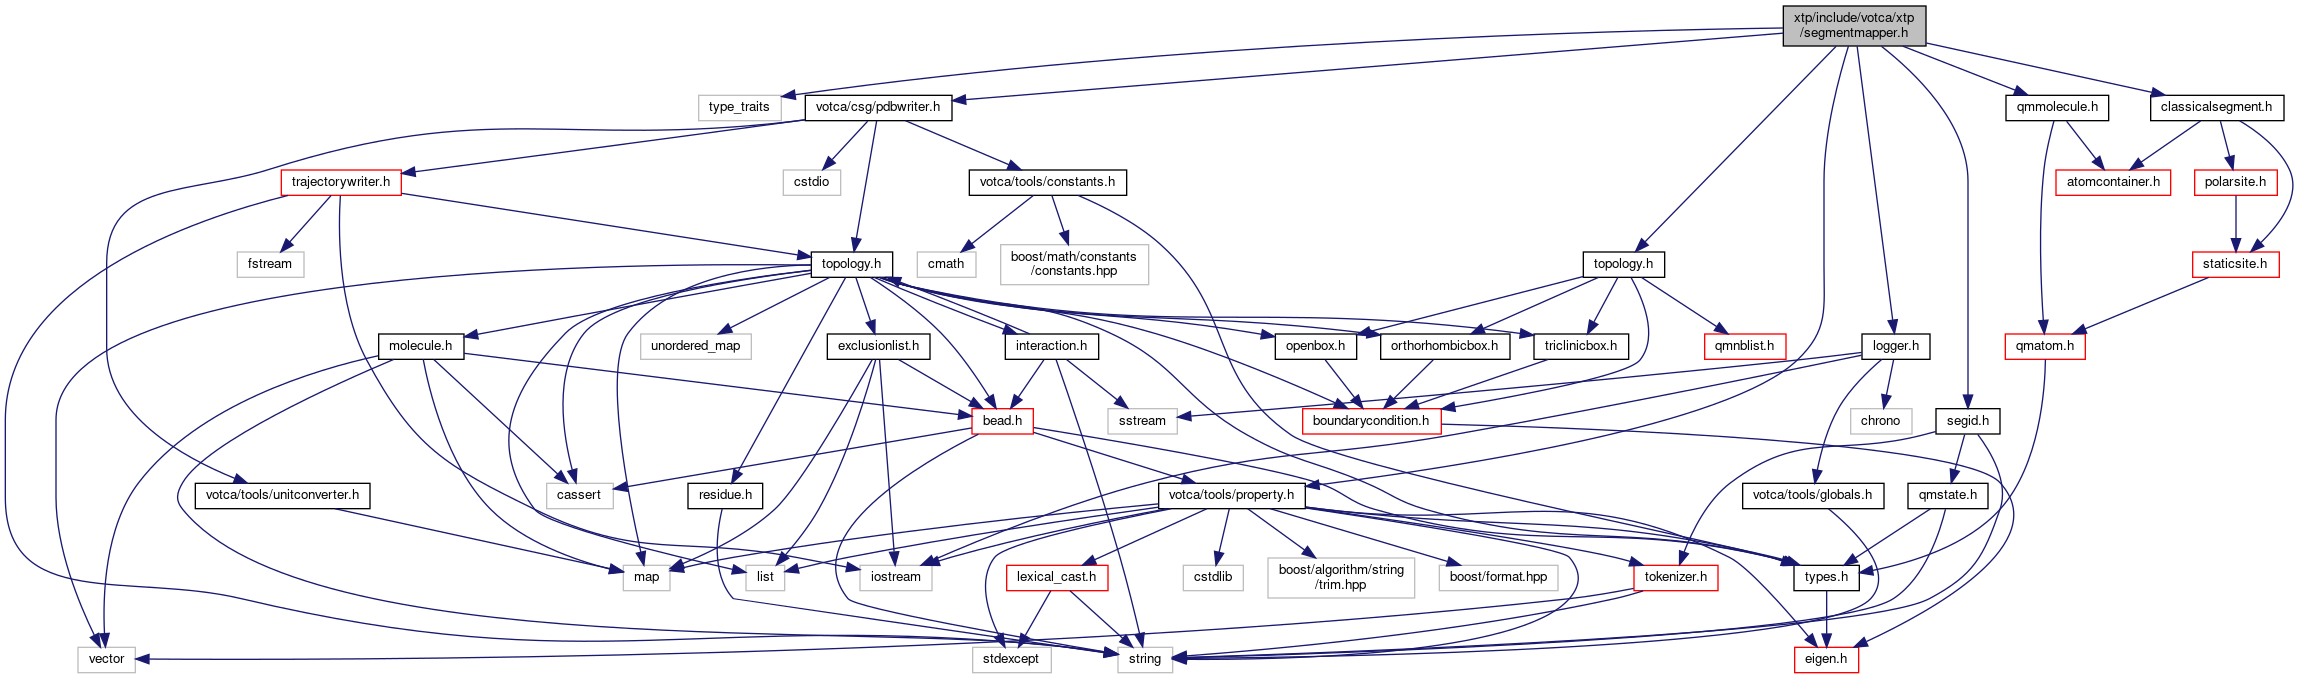 xtp/include/votca/xtp
/segmentmapper.h
type_traits
votca/csg/pdbwriter.h
qmmolecule.h
classicalsegment.h
trajectorywriter.h
cstdio
votca/tools/constants.h
atomcontainer.h
polarsite.h
fstream
topology.h
cmath
boost/math/constants
/constants.hpp
topology.h
staticsite.h
molecule.h
unordered_map
exclusionlist.h
interaction.h
openbox.h
orthorhombicbox.h
triclinicbox.h
qmnblist.h
logger.h
qmatom.h
bead.h
sstream
boundarycondition.h
chrono
segid.h
votca/tools/unitconverter.h
cassert
residue.h
votca/tools/property.h
votca/tools/globals.h
qmstate.h
map
list
iostream
lexical_cast.h
cstdlib
boost/algorithm/string
/trim.hpp
boost/format.hpp
tokenizer.h
types.h
vector
stdexcept
string
eigen.h